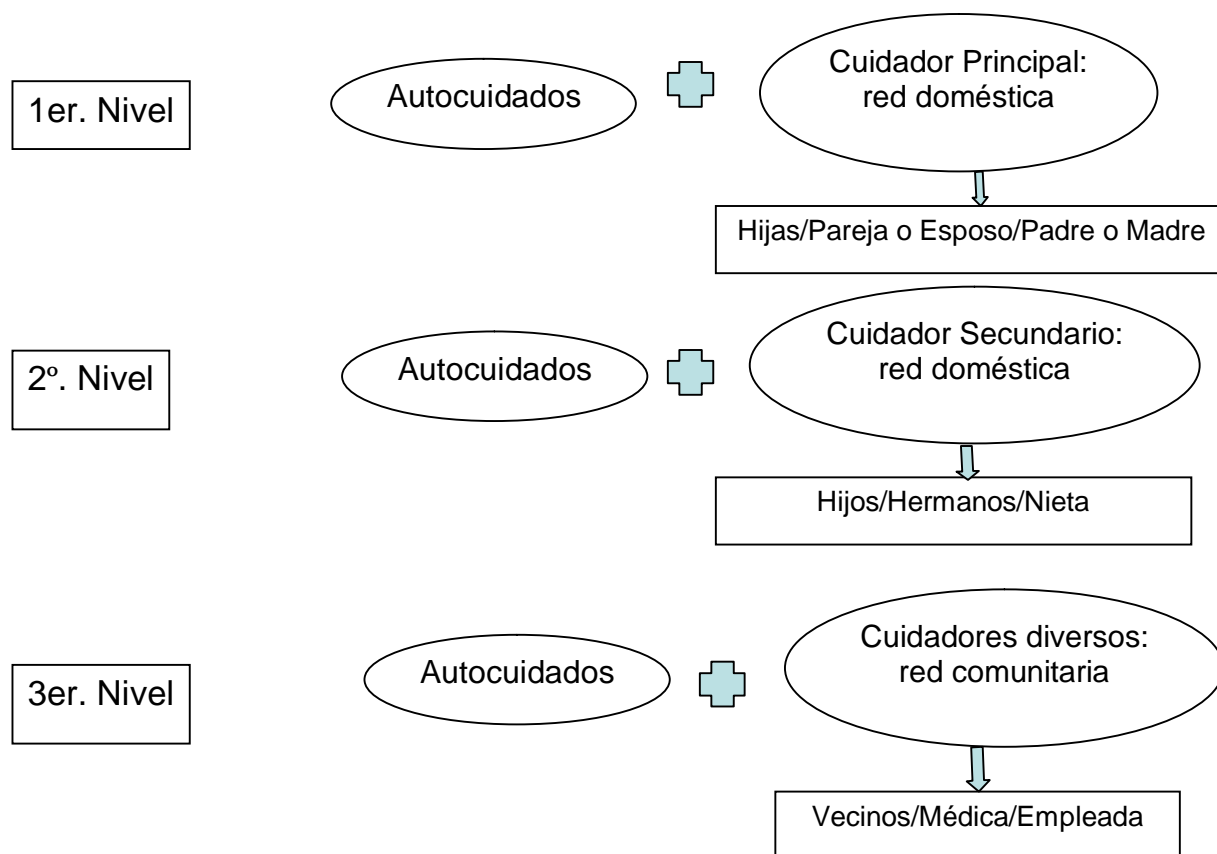 1er. Nivel
Autocuidados
Cuidador Principal:
red doméstica
Hijas/Pareja o Esposo/Padre o Madre
2º. Nivel
Autocuidados
Cuidador Secundario:
red doméstica
Hijos/Hermanos/Nieta
3er. Nivel
Autocuidados
Cuidadores diversos:
red comunitaria
Vecinos/Médica/Empleada